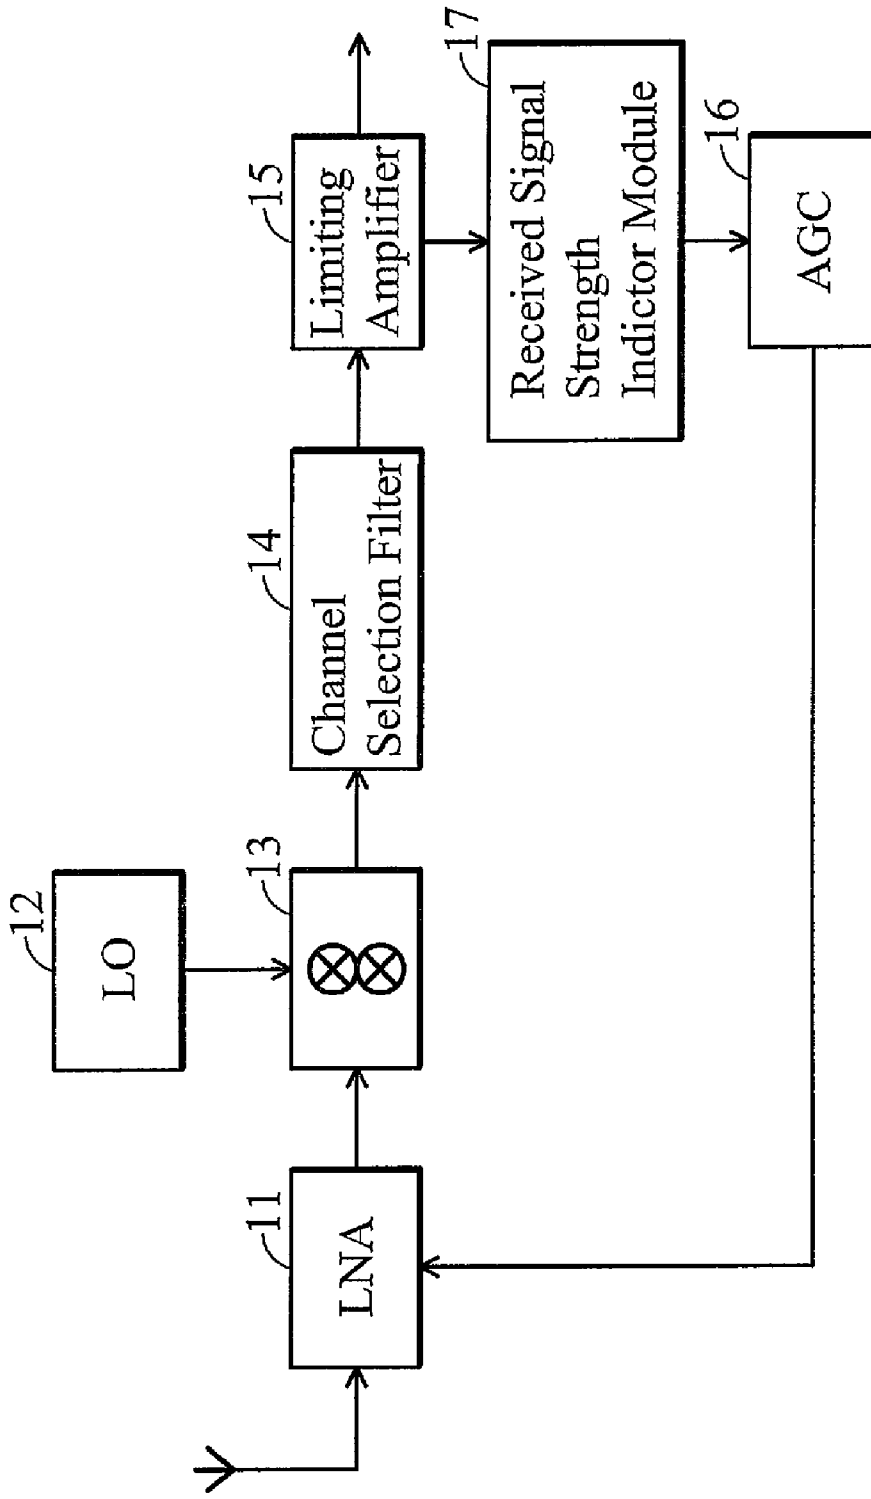 12
LO
11
LNA
13
14
Channel
Selection Filter
15
Limiting
Amplifier
17
Received Signal
Strength
Indictor Module
16
AGC